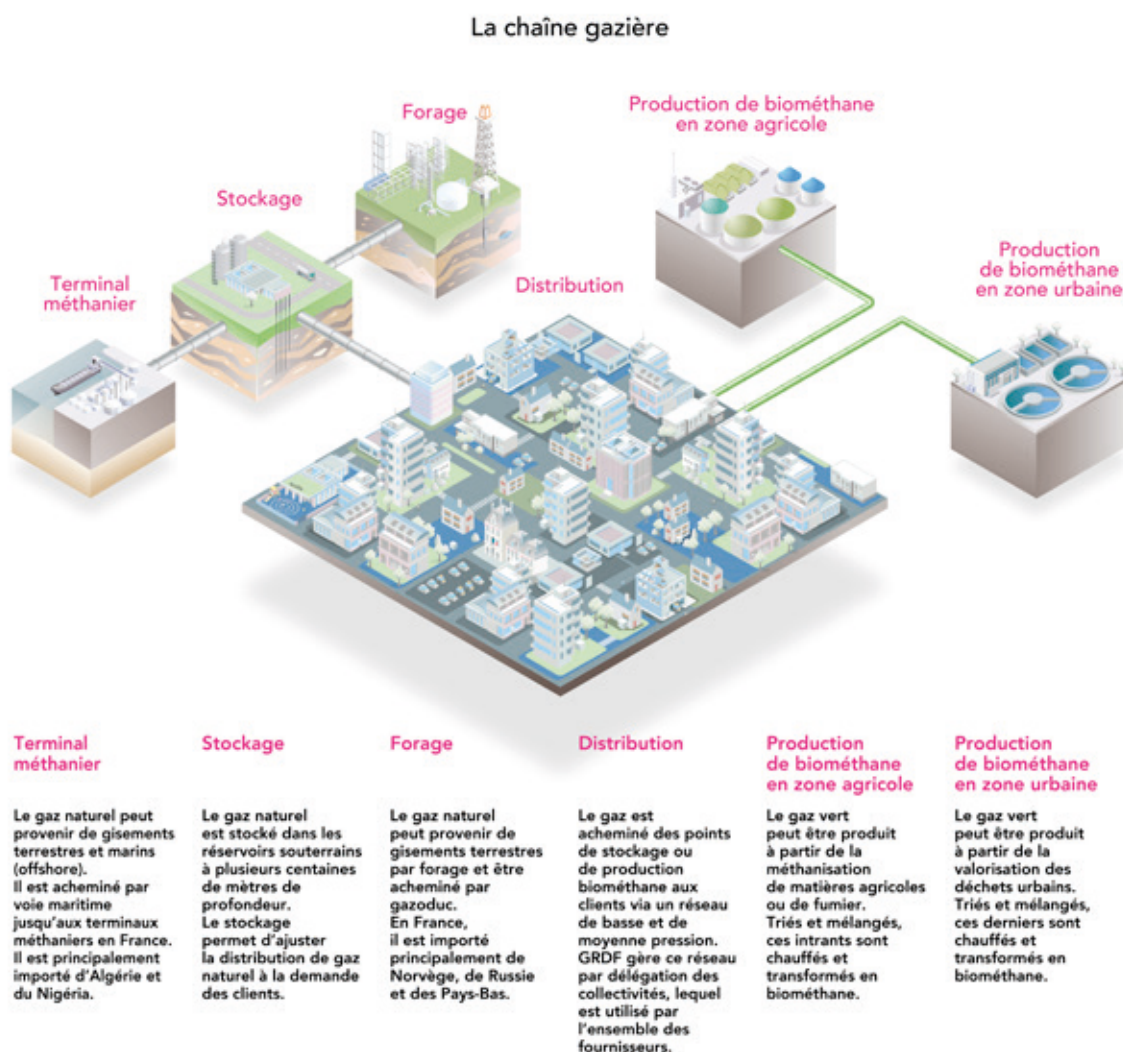 La chaîne gazière
Forage
Production de biométhane
en zone agricole
Stockage
Production
de biométhane
en zone urbaine
Terminal
méthanier
Distribution
Terminal
méthanier
Le gaz naturel peut
provenir de gisements
terrestres et marins
(offshore).
Il est acheminé par
voie maritime
jusqu'aux terminaux
méthaniers en France.
Il est principalement
importé d'Algérie et
du Nigéria.
Stockage
Le gaz naturel
est stocké dans les
réservoirs souterrains
à plusieurs centaines
de mètres de
profondeur.
Le stockage
permet d'ajuster
la distribution de gaz
naturel à la demande
des clients.
Forage
Le gaz naturel
peut provenir de
gisements terrestres
par forage et être
acheminé par
gazoduc.
En France,
il est importé
principalement de
Norvège, de Russie
et des Pays-Bas.
Distribution
Le gaz est
acheminé des points
de stockage ou
de production
biométhane aux
clients via un réseau
de basse et de
moyenne pression.
GRDF gère ce réseau
par délégation des
collectivités, lequel
est utilisé par
l'ensemble des
fournisseurs.
Production
de biométhane
en zone agricole
Le gaz vert
peut être produit
à partir de la
méthanisation
de matières agricoles
ou de fumier.
Triés et mélangés,
ces intrants sont
chauffés et
transformés en
biométhane.
Production
de biométhane
en zone urbaine
Le gaz vert
peut être produit
à partir de la
valorisation des
déchets urbains.
Triés et mélangés,
ces derniers sont
chauffés et
transformés en
biométhane.